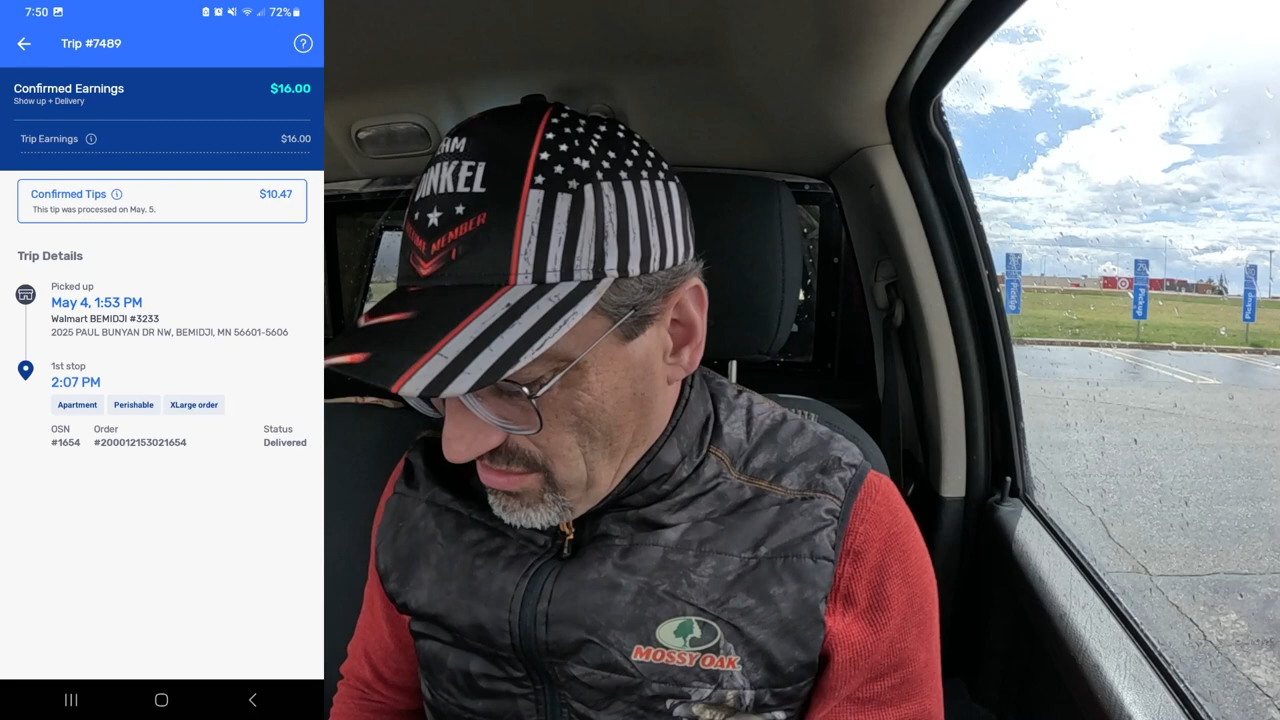 7:50
72%
Trip #7489
?
Confirmed Earnings
$16.00
Show up + Delivery
Trip Earnings
$16.00
Confirmed Tips
$10.47
This tip was processed on May. 5.
Trip Details
Picked up
May 4, 1:53 PM
Walmart BEMIDJI #3233
2025 PAUL BUNYAN DR NW, BEMIDJI, MN 56601-5606
1st stop
2:07 PM
Apartment
Perishable
XLarge order
OSN
Order
Status
#1654
#200012153021654
Delivered
MEMBER
MOSSY OAK
Pickup
Pickup
Pickup